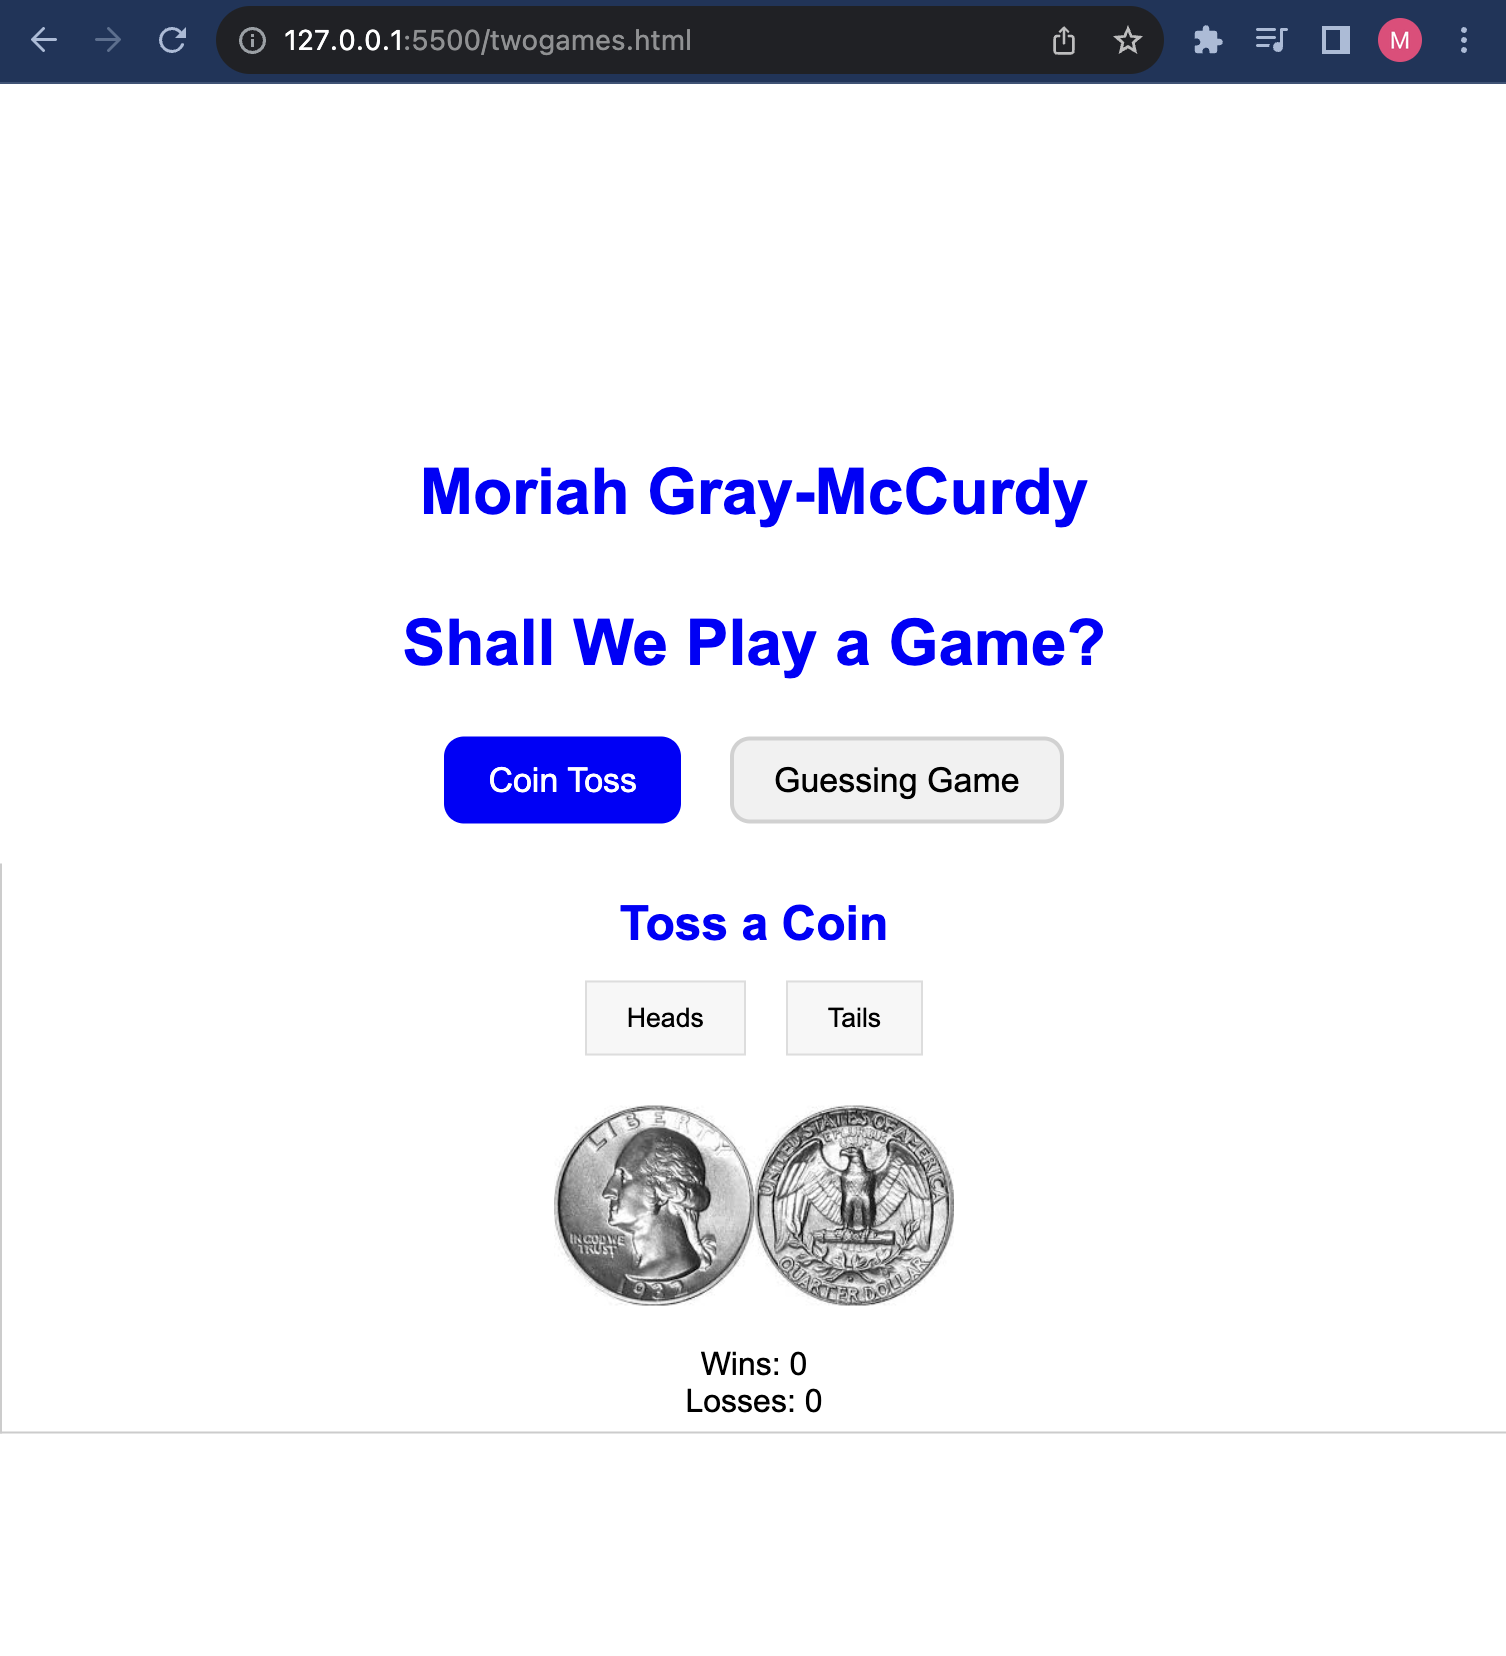 127.0.0.1:5500/twogames.html
M
Moriah Gray-McCurdy
Shall We Play a Game?
Coin Toss
Guessing Game
Toss a Coin
Heads
Tails
LIBERTY
IN GOD WE
TRUST
1932
UNITED STATES OF AMERICA
E PLURIBUS
UNUM
QUARTER DOLLAR
Wins: 0
Losses: 0